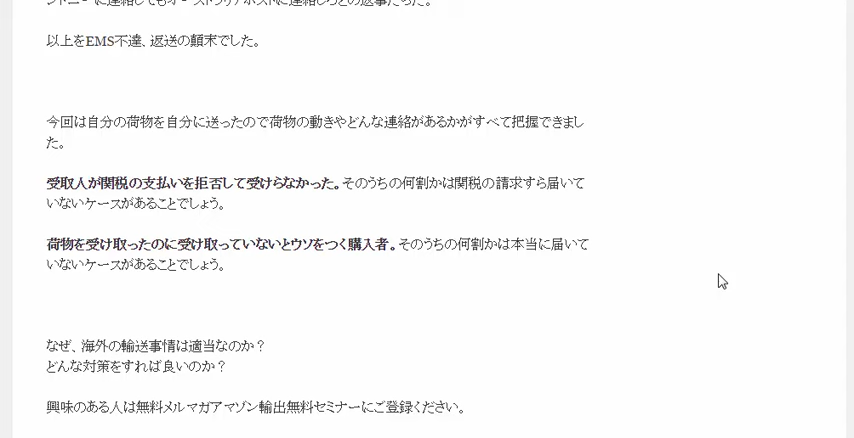 以上をEMS不達、返送の顛末でした。
今回は自分の荷物を自分に送ったので荷物の動きやどんな連絡があるかがすべて把握できまし
た。
受取人が関税の支払いを拒否して受けらなかった。そのうちの何割かは関税の請求すら届いて
いないケースがあることでしょう。
荷物を受け取ったのに受け取っていないとウソをつく購入者。そのうちの何割かは本当に届いて
いないケースがあることでしょう。
なぜ、海外の輸送事情は適当なのか？
どんな対策をすれば良いのか？
興味のある人は無料メルマガアマゾン輸出無料セミナーにご登録ください。